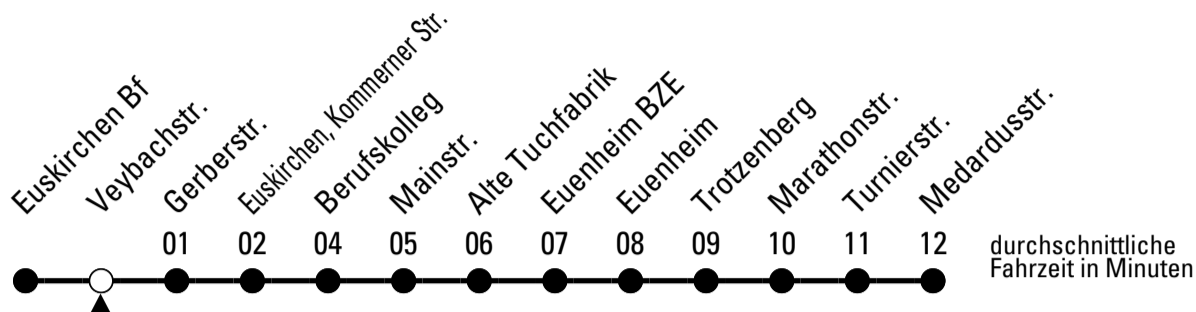 Euskirchen Bf
Veybachstr.
Gerberstr.
Euskirchen, Kommerner Str.
Berufskolleg
Mainstr.
Alte Tuchfabrik
Euenheim BZE
Euenheim
Trotzenberg
Marathonstr.
Turnierstr.
Medardusstr.
01 02 04 05 06 07 08 09 10 11 12
durchschnittliche
Fahrzeit in Minuten